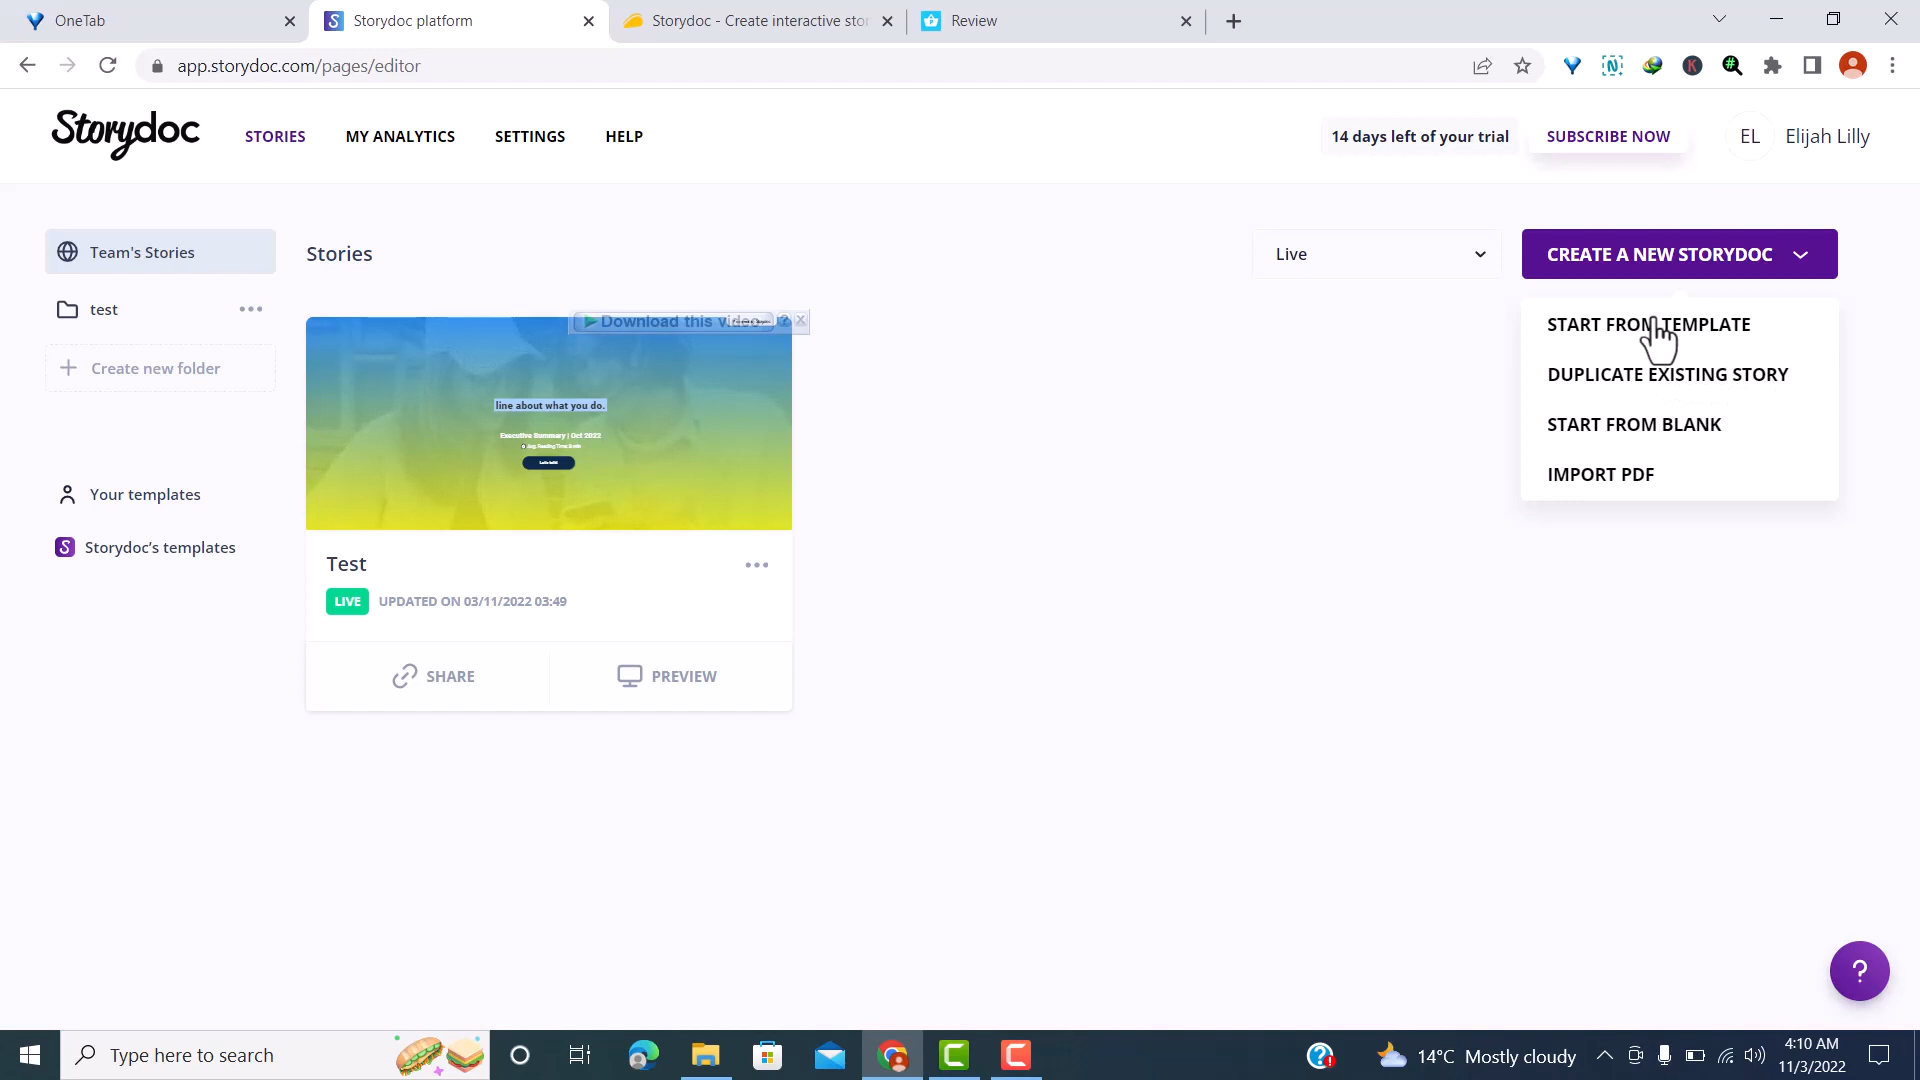 OneTab
Storydoc platform
Storydoc - Create interactive stor
Review
app.storydoc.com/pages/editor
Storydoc
STORIES
MY ANALYTICS
SETTINGS
HELP
14 days left of your trial
SUBSCRIBE NOW
EL
Elijah Lilly
Team's Stories
test
Create new folder
Your templates
S Storydoc's templates
Stories
Live
CREATE A NEW STORYDOC
START FROM TEMPLATE
DUPLICATE EXISTING STORY
START FROM BLANK
IMPORT PDF
Download this video
line about what you do.
Executive Summary | Oct 2022
Let's talk!
Test
LIVE
UPDATED ON 03/11/2022 03:49
SHARE
PREVIEW
?
Type here to search
14°C Mostly cloudy
4:10 AM
11/3/2022